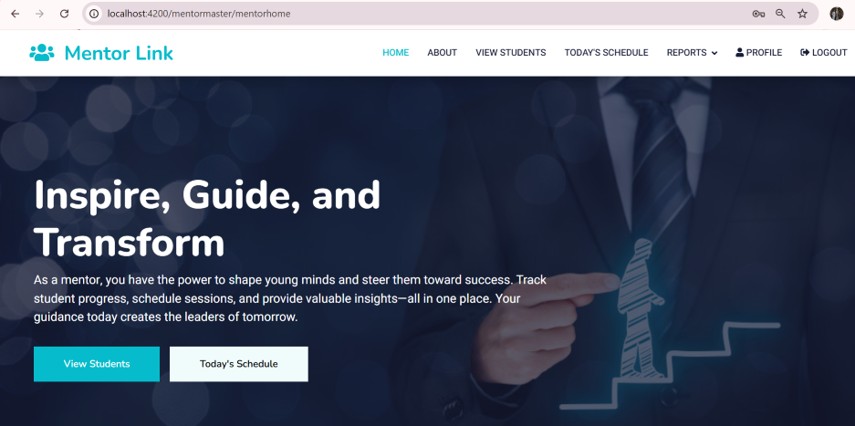 localhost:4200/mentormaster/mentorhome
Mentor Link
HOME ABOUT VIEW STUDENTS TODAY'S SCHEDULE REPORTS PROFILE LOGOUT
Inspire, Guide, and
Transform
As a mentor, you have the power to shape young minds and steer them toward success. Track
student progress, schedule sessions, and provide valuable insights—all in one place. Your
guidance today creates the leaders of tomorrow.
View Students Today's Schedule